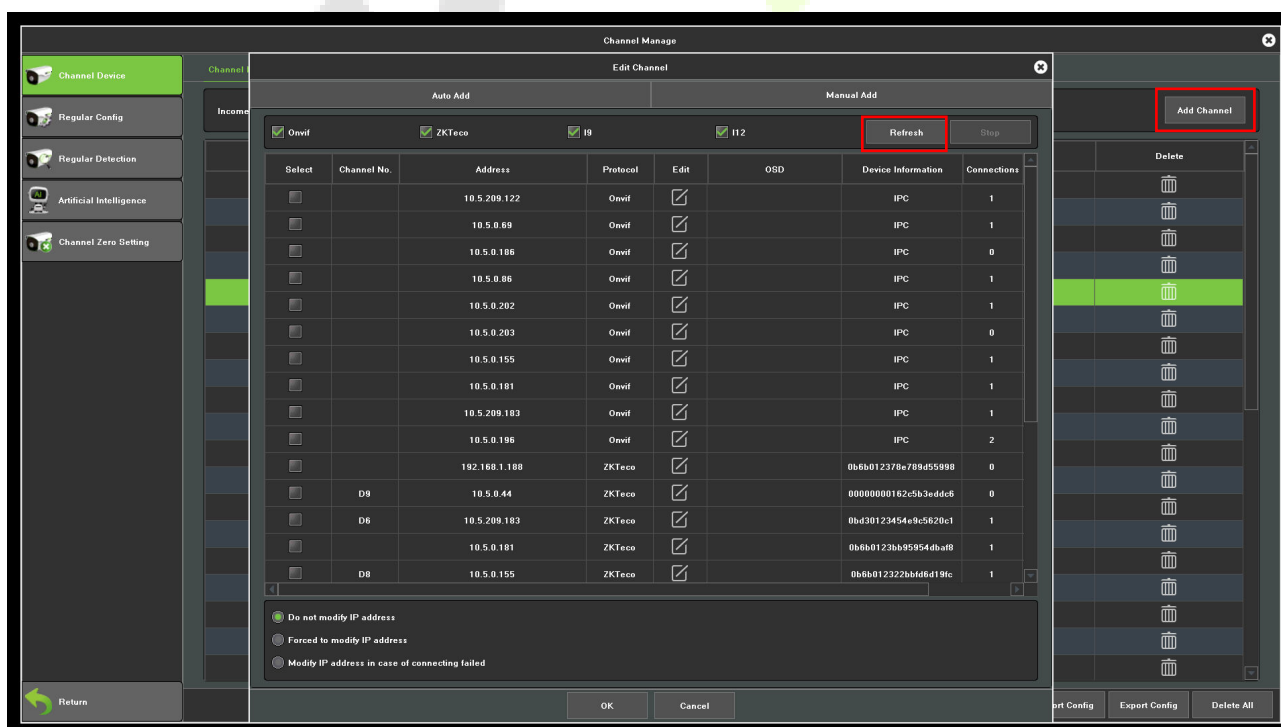 Channel Manage
Channel Device
Regular Config
Regular Detection
Artificial Intelligence
Channel Zero Setting
Return
Channel
Income
Add Channel
Delete
Edit Channel
Auto Add Manual Add
Onvif ZKTeco I9 I12 Refresh Stop
Select Channel No. Address Protocol Edit OSD Device Information Connections
10.5.209.122 Onvif IPC 1
10.5.0.69 Onvif IPC 1
10.5.0.186 Onvif IPC 0
10.5.0.86 Onvif IPC 1
10.5.0.202 Onvif IPC 1
10.5.0.203 Onvif IPC 0
10.5.0.155 Onvif IPC 1
10.5.0.181 Onvif IPC 1
10.5.209.183 Onvif IPC 1
10.5.0.196 Onvif IPC 2
192.168.1.188 ZKTeco 0b6b012378e789d55998 0
D9 10.5.0.44 ZKTeco 00000000162c5b3eddc6 0
D6 10.5.209.183 ZKTeco 0bd30123454e9c5620c1 1
10.5.0.181 ZKTeco 0b6b0123bb95954dbaf8 1
D8 10.5.0.155 ZKTeco 0b6b012322bbfd6d19fc 1
Do not modify IP address
Forced to modify IP address
Modify IP address in case of connecting failed
OK Cancel
ort Config Export Config Delete All